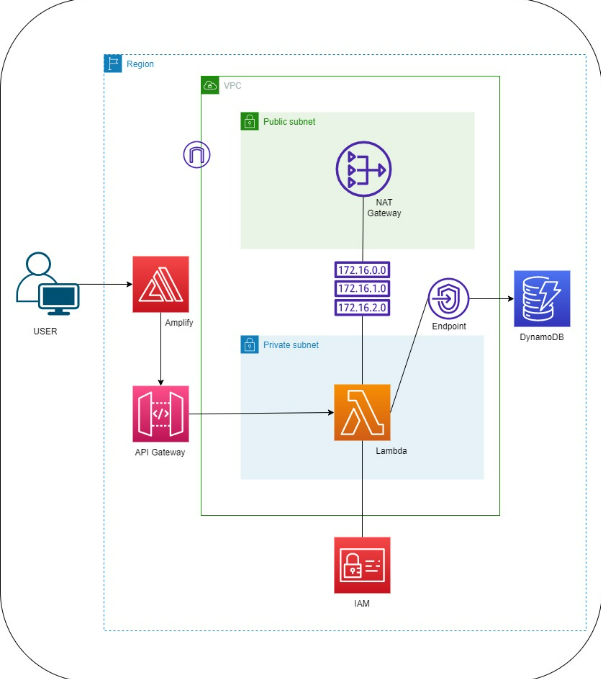 Region
VPC
Public subnet
NAT
Gateway
172.16.0.0
172.16.1.0
172.16.2.0
USER
Amplify
Endpoint
DynamoDB
Private subnet
API Gateway
Lambda
IAM